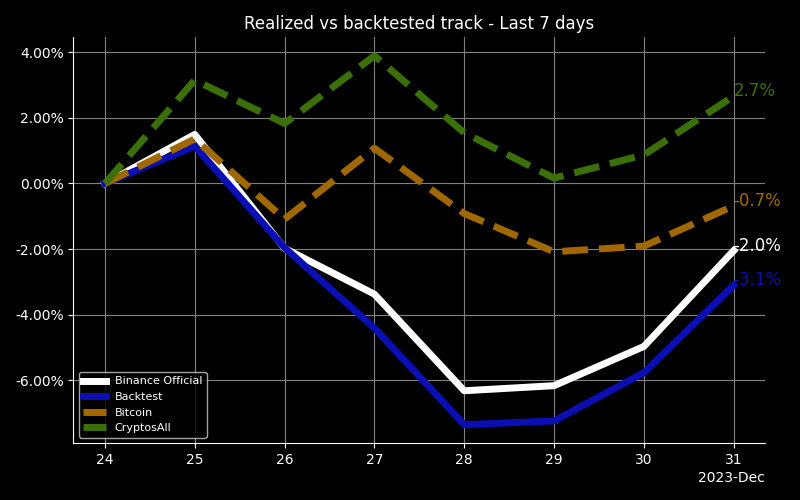 Realized vs backtested track - Last 7 days
4.00%
2.00%
0.00%
-2.00%
-4.00%
-6.00%
2.7%
-0.7%
-2.0%
-3.1%
Binance Official
Backtest
Bitcoin
CryptosAll
24 25 26 27 28 29 30 31
2023-Dec